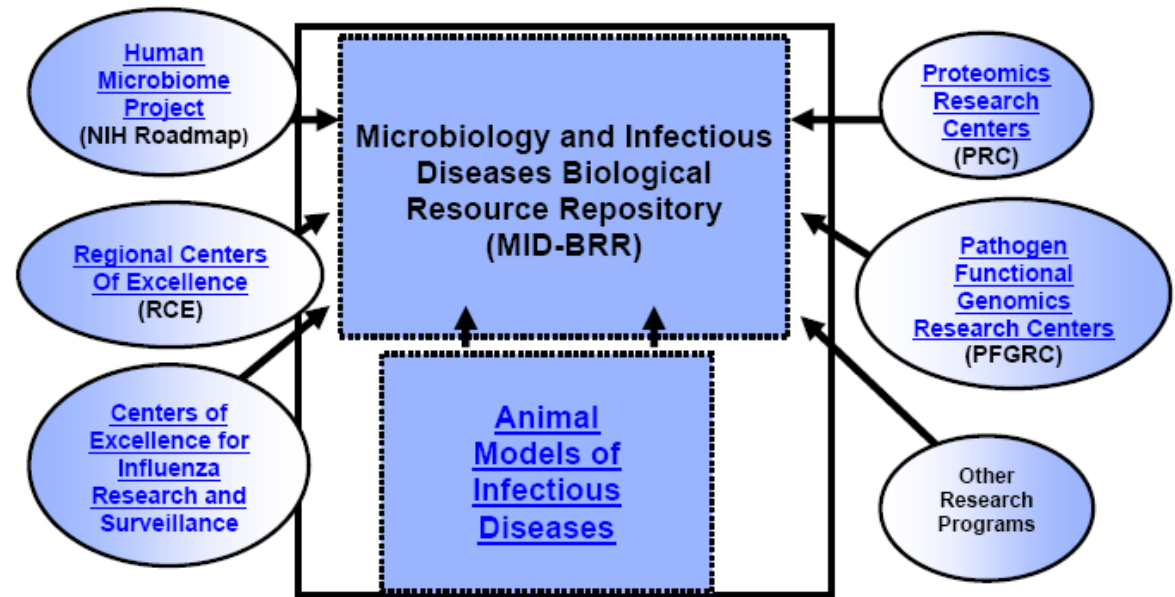 Human
Microbiome
Project
(NIH Roadmap)
Regional Centers
Of Excellence
(RCE)
Centers of
Excellence for
Influenza
Research and
Surveillance
Microbiology and Infectious
Diseases Biological
Resource Repository
(MID-BRR)
Animal
Models of
Infectious
Diseases
Proteomics
Research
Centers
(PRC)
Pathogen
Functional
Genomics
Research Centers
(PFGRC)
Other
Research
Programs